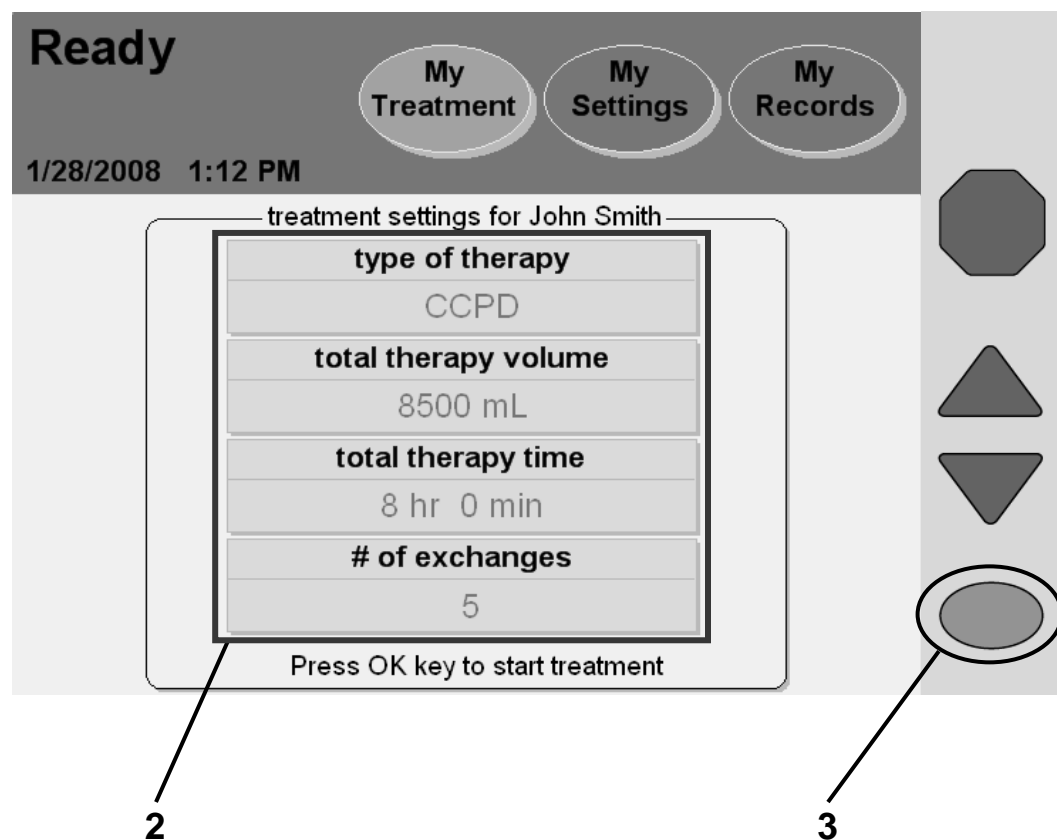 Ready
My Treatment
My Settings
My Records
1/28/2008 1:12 PM
treatment settings for John Smith
type of therapy
CCPD
total therapy volume
8500 mL
total therapy time
8 hr 0 min
# of exchanges
5
Press OK key to start treatment
2
3